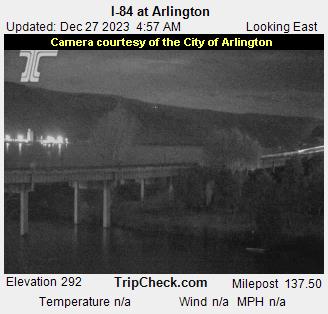 I-84 at Arlington
Updated: Dec 27 2023 4:57 AM Looking East
Camera courtesy of the City of Arlington
Elevation 292 TripCheck.com Milepost 137.50
Temperature n/a Wind n/a MPH n/a